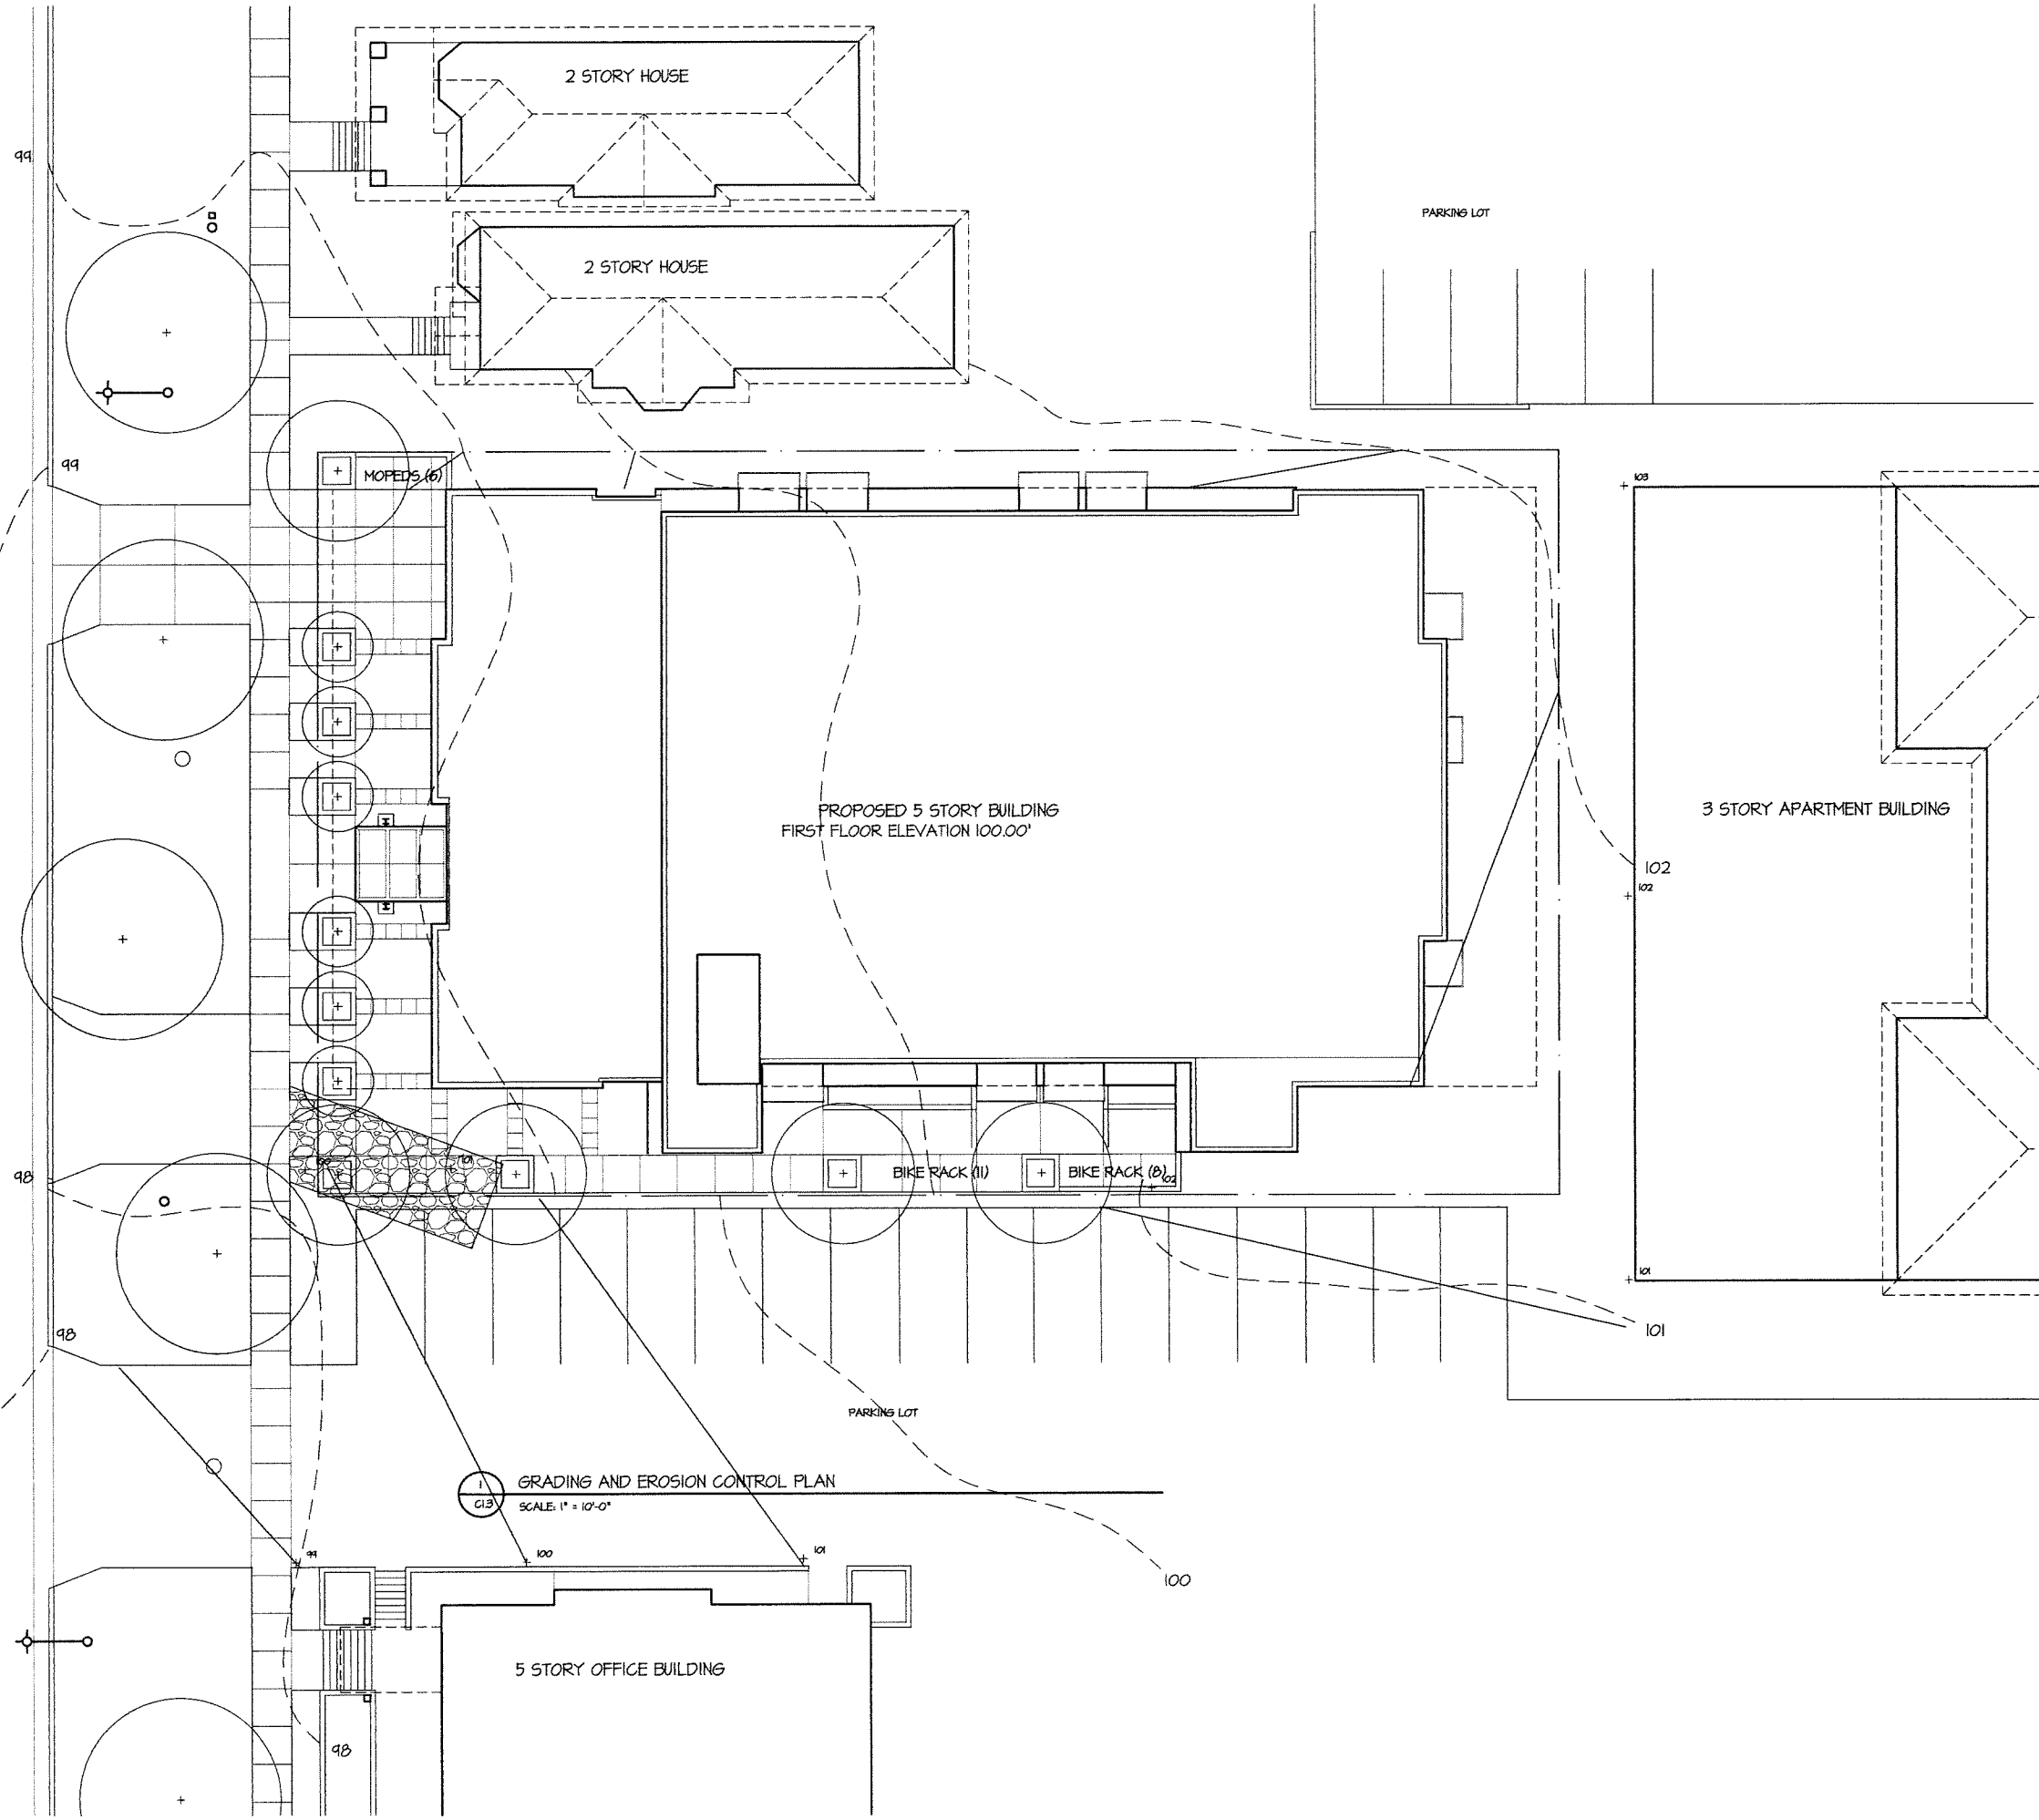 2 STORY HOUSE
99
PARKING LOT
2 STORY HOUSE
99
MOPEDS (6)
103
PROPOSED 5 STORY BUILDING
FIRST FLOOR ELEVATION 100.00'
3 STORY APARTMENT BUILDING
102
102
101
BIKE RACK (11)
BIKE RACK (8)
102
98
101
101
98
PARKING LOT
1
C1.3
GRADING AND EROSION CONTROL PLAN
SCALE: 1" = 10'-0"
99
100
101
100
5 STORY OFFICE BUILDING
98